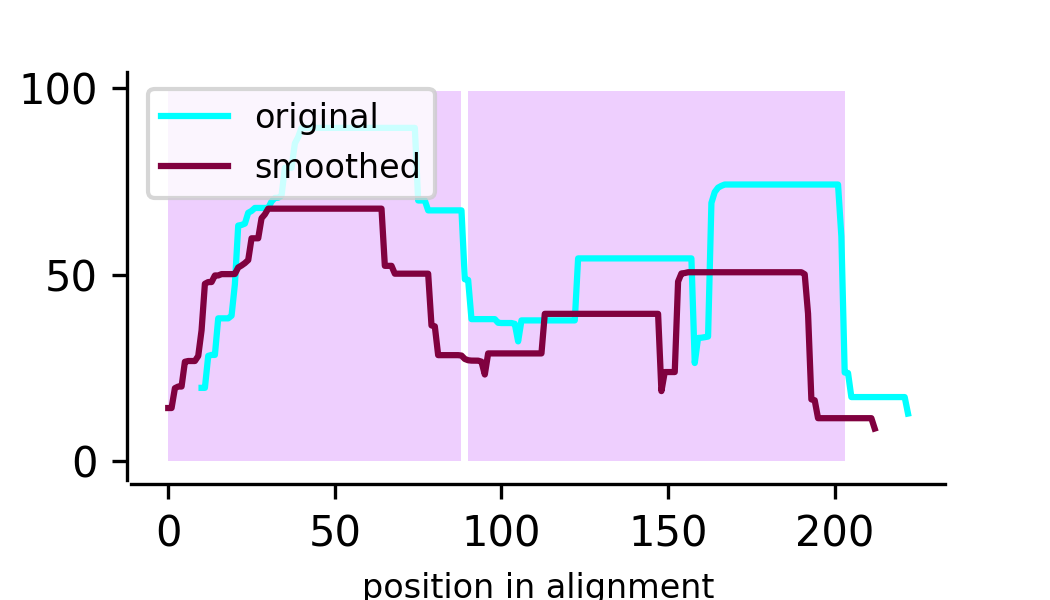 100
original
smoothed
50
0
0 50 100 150 200
position in alignment